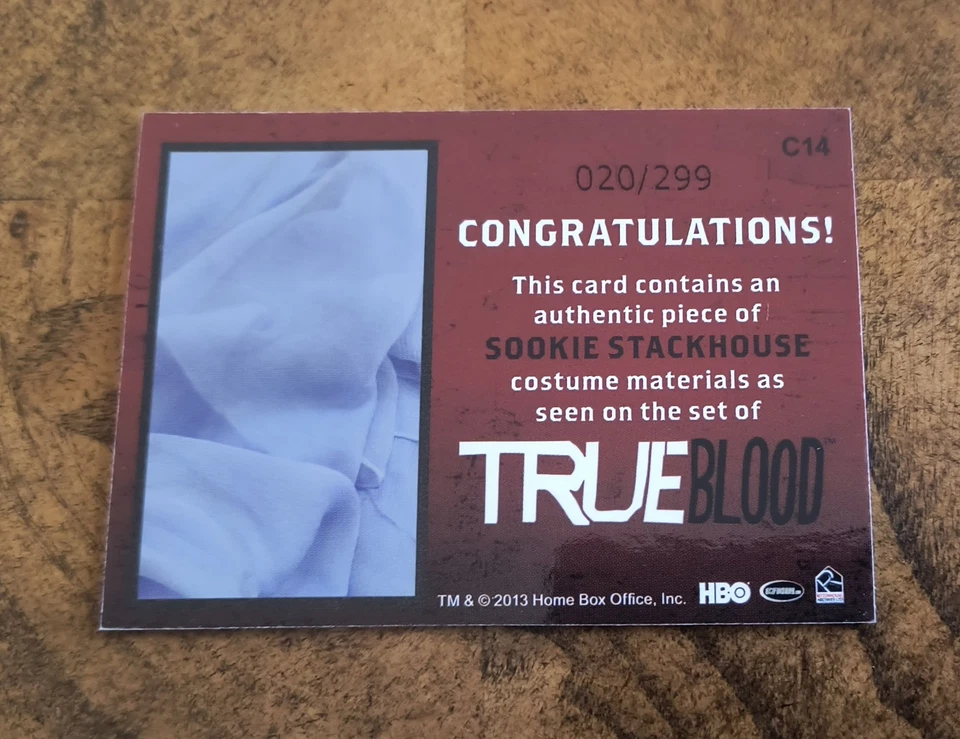 C14
020/299
CONGRATULATIONS!
This card contains an
authentic piece of
SOOKIE STACKHOUSE
costume materials as
seen on the set of
TRUEBLOOD™
TM & © 2013 Home Box Office, Inc.
HBO